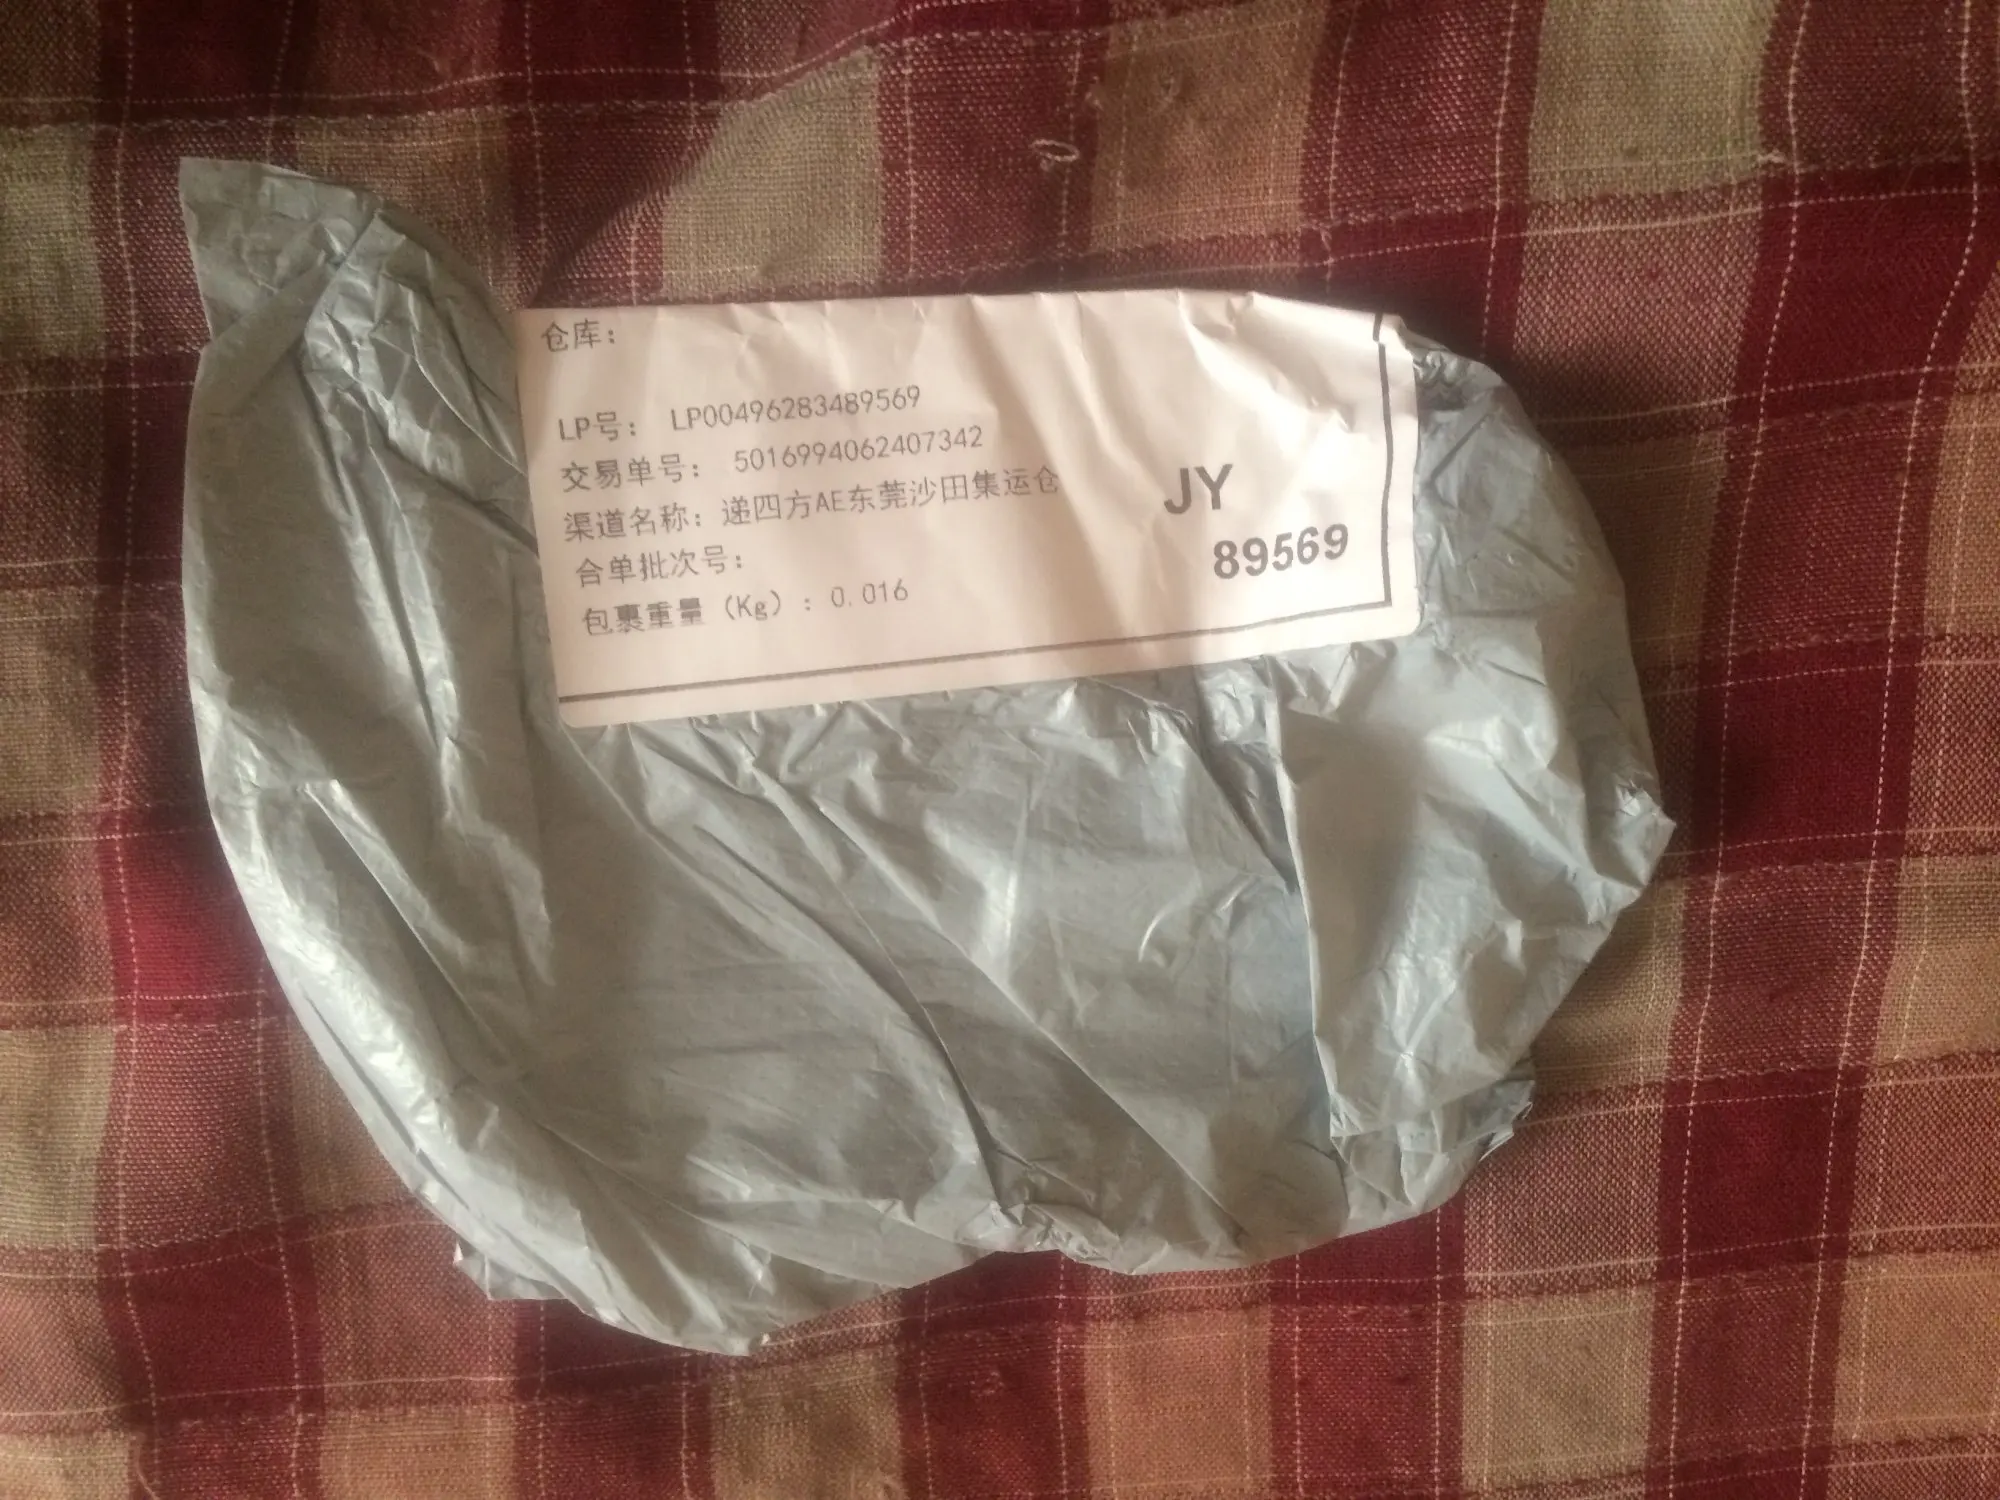 仓库：
LP号： LP00496283489569
交易单号： 5016994062407342
渠道名称：递四方AE东莞沙田集运仓
合单批次号：
包裹重量（Kg）：0.016
JY
89569